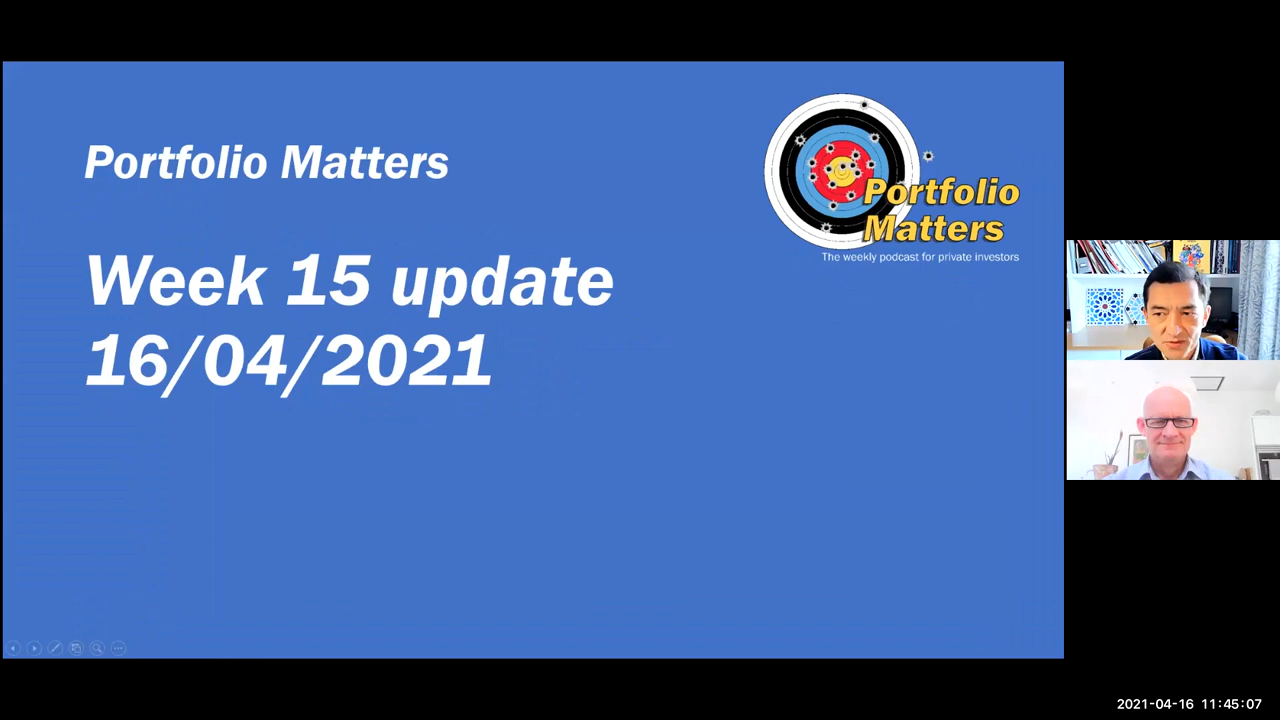 Portfolio Matters
Week 15 update
16/04/2021
Portfolio
Matters
The weekly podcast for private investors
2021-04-16 11:45:07